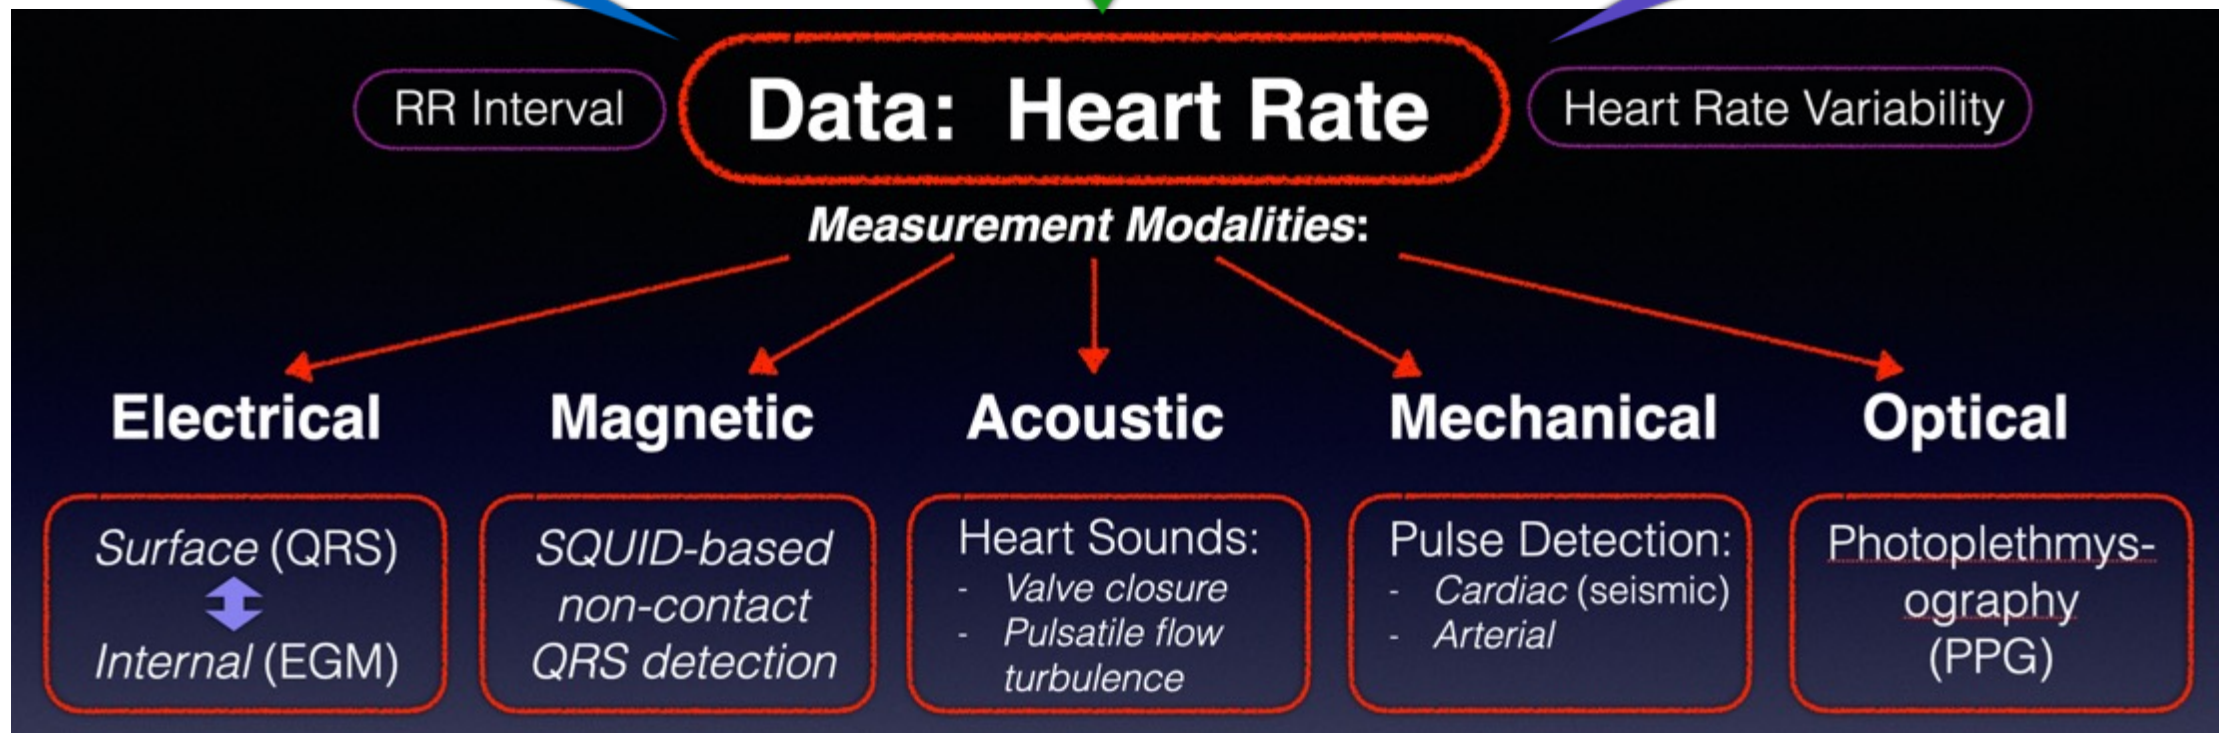 RR Interval
Data: Heart Rate
Heart Rate Variability
Measurement Modalities:
Electrical
Magnetic
Acoustic
Mechanical
Optical
Surface (QRS)
Internal (EGM)
SQUID-based
non-contact
QRS detection
Heart Sounds:
- Valve closure
- Pulsatile flow
turbulence
Pulse Detection:
- Cardiac (seismic)
- Arterial
Photoplethmys-
ography
(PPG)